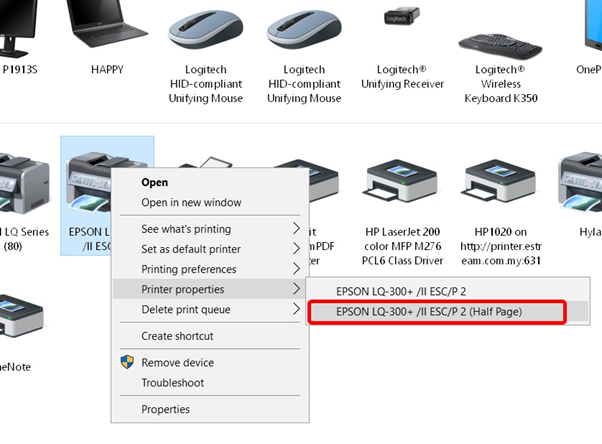 P1913S
HAPPY
Logitech
HID-compliant
Unifying Mouse
Logitech
HID-compliant
Unifying Mouse
Logitech®
Unifying Receiver
Logitech®
Wireless
Keyboard K350
OneP
LQ Series
(80)
EPSON L
/II ESC
it
mPDF
ter
HP LaserJet 200
color MFP M276
PCL6 Class Driver
HP1020 on
http://printer.estr
eam.com.my:631
Hyla
eNote
Open
Open in new window
See what's printing
Set as default printer
Printing preferences
Printer properties
Delete print queue
Create shortcut
Remove device
Troubleshoot
Properties
EPSON LQ-300+ /II ESC/P 2
EPSON LQ-300+ /II ESC/P 2 (Half Page)